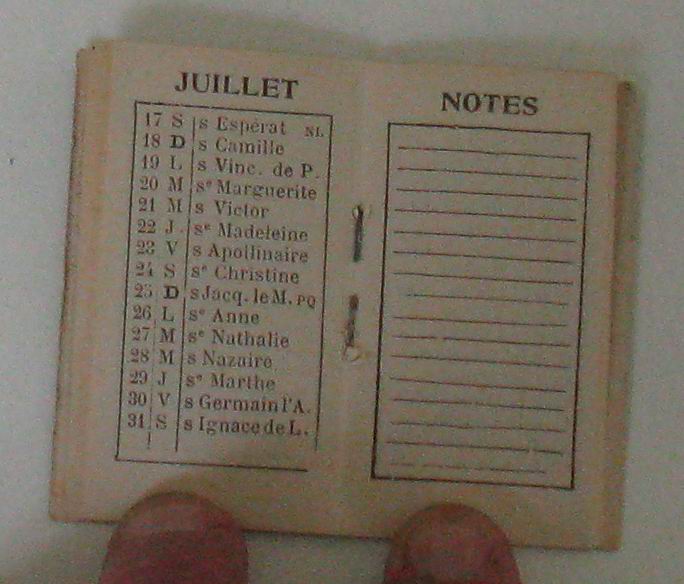 JUILLET
17 S s Espérat NL
18 D s Camille
19 L s Vinc. de P.
20 M sᵉ Marguerite
21 M s Victor
22 J sᵉ Madeleine
23 V s Apollinaire
24 S sᵉ Christine
25 D s Jacq. le M. PQ
26 L sᵉ Anne
27 M sᵉ Nathalie
28 M s Nazaire
29 J sᵉ Marthe
30 V s Germain l'A.
31 S s Ignace de L.
NOTES